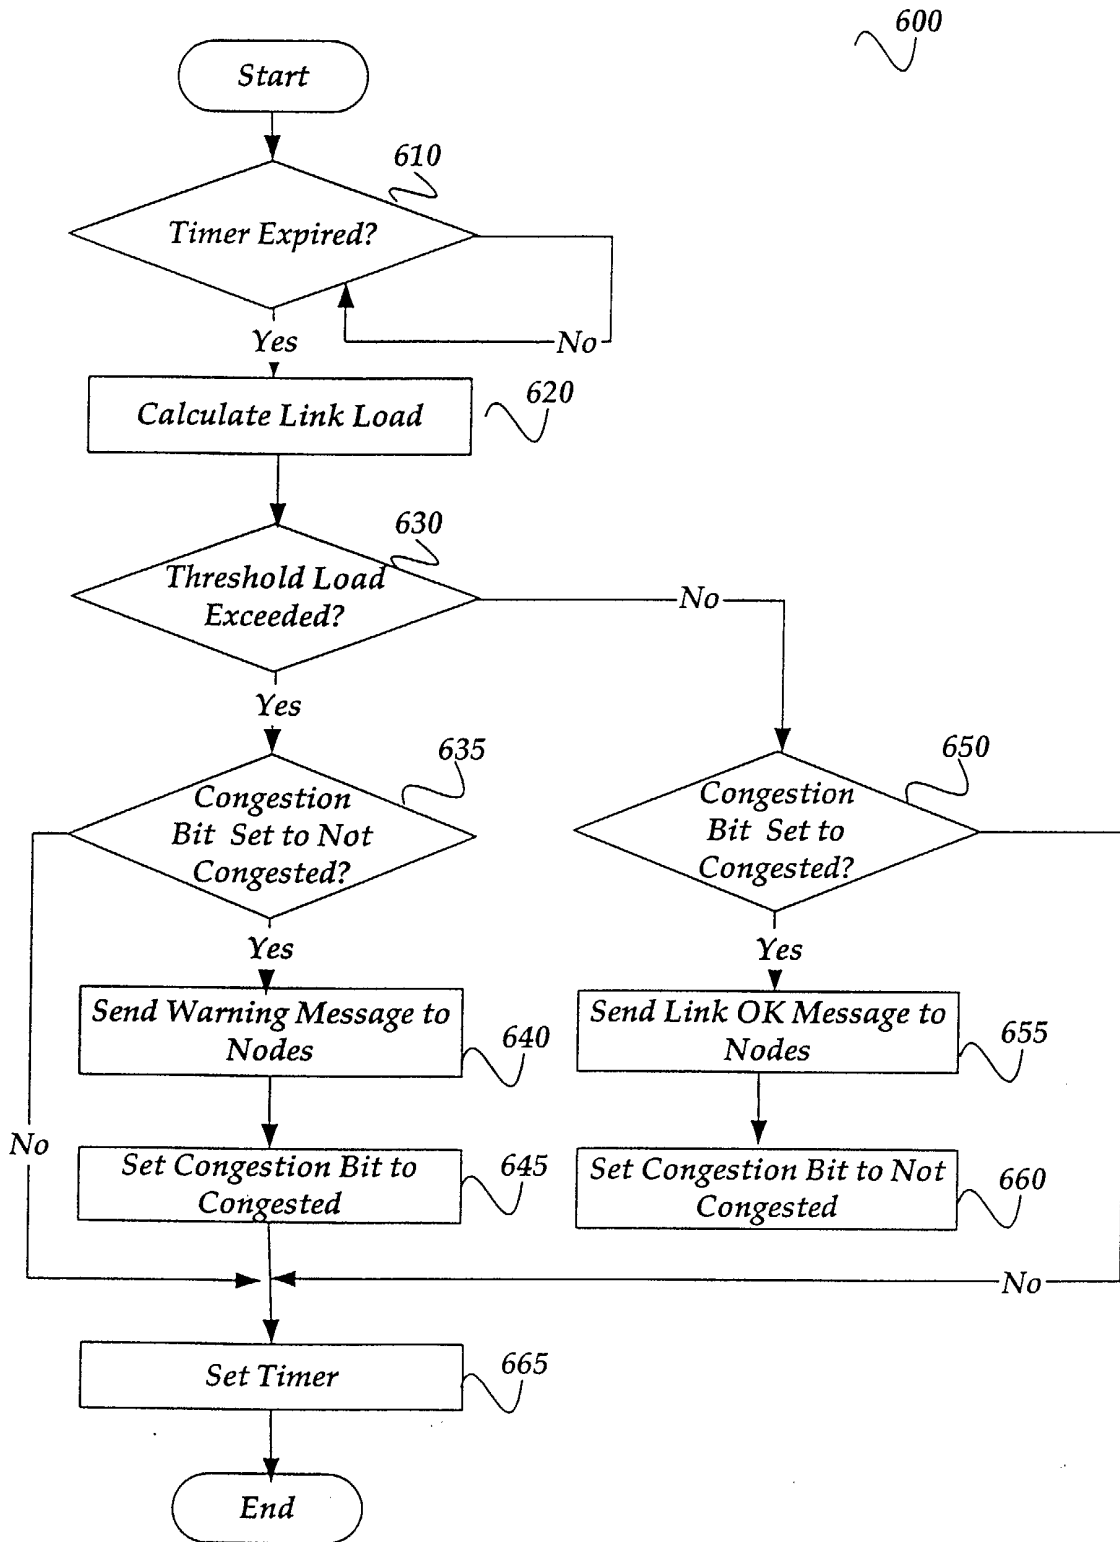 600
Start
610
Timer Expired?
Yes
No
Calculate Link Load
620
630
Threshold Load
Exceeded?
No
Yes
635
Congestion
Bit Set to Not
Congested?
650
Congestion
Bit Set to
Congested?
Yes
Yes
Send Warning Message to
Nodes
640
Send Link OK Message to
Nodes
655
No
Set Congestion Bit to
Congested
645
Set Congestion Bit to Not
Congested
660
No
Set Timer
665
End